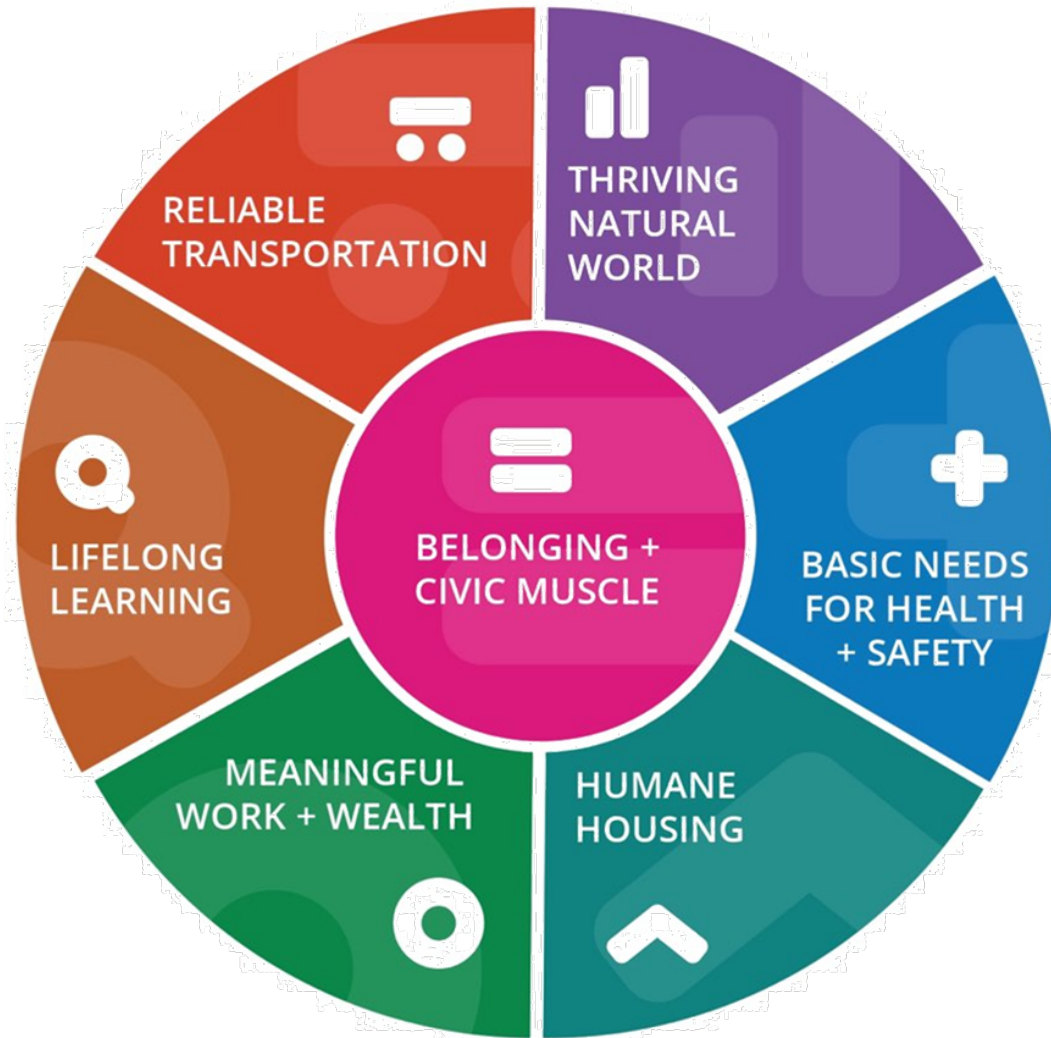 RELIABLE
TRANSPORTATION
THRIVING
NATURAL
WORLD
LIFELONG
LEARNING
BELONGING +
CIVIC MUSCLE
BASIC NEEDS
FOR HEALTH
+ SAFETY
MEANINGFUL
WORK + WEALTH
HUMANE
HOUSING